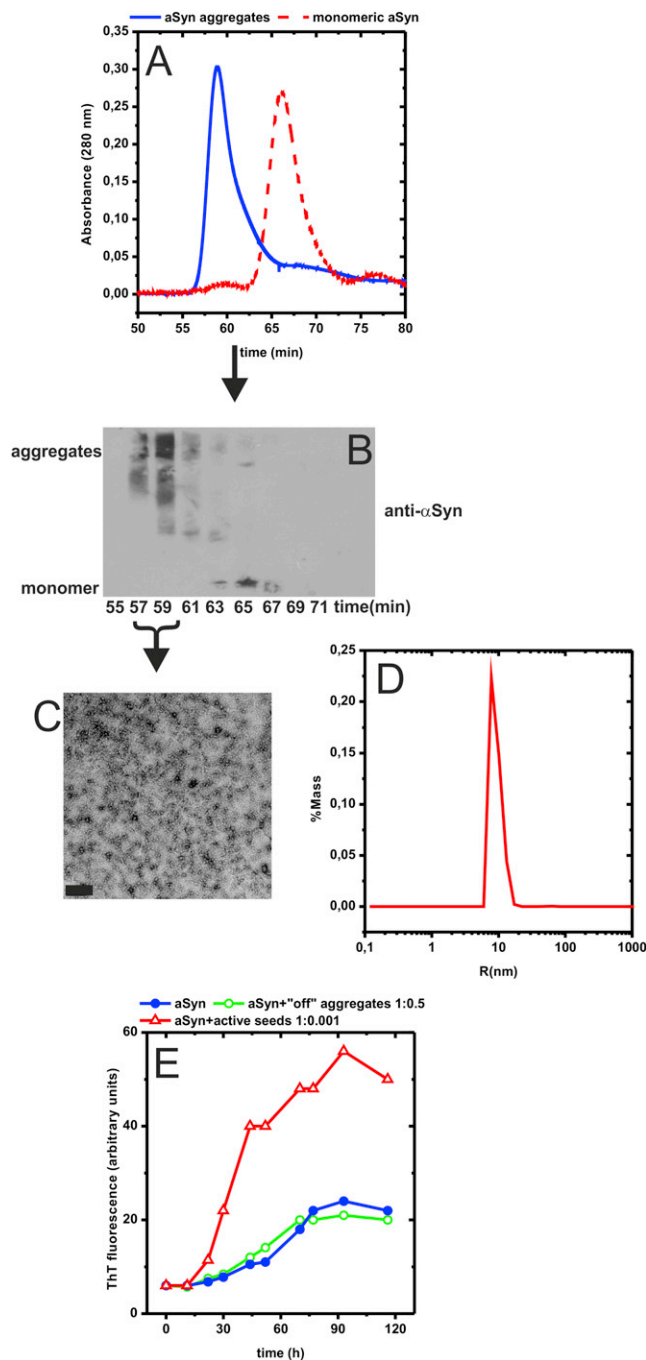 aSyn aggregates monomeric aSyn
A
Absorbance (280 nm)
0,35
0,30
0,25
0,20
0,15
0,10
0,05
0,00
50 55 60 65 70 75 80
time (min)
B
aggregates
anti-αSyn
monomer
55 57 59 61 63 65 67 69 71 time(min)
C
D
%Mass
0,25
0,20
0,15
0,10
0,05
0,00
0,1 1 10 100 1000
R(nm)
aSyn aSyn+"off" aggregates 1:0.5
aSyn+active seeds 1:0.001
E
ThT fluorescence (arbitrary units)
60
40
20
0
0 30 60 90 120
time (h)